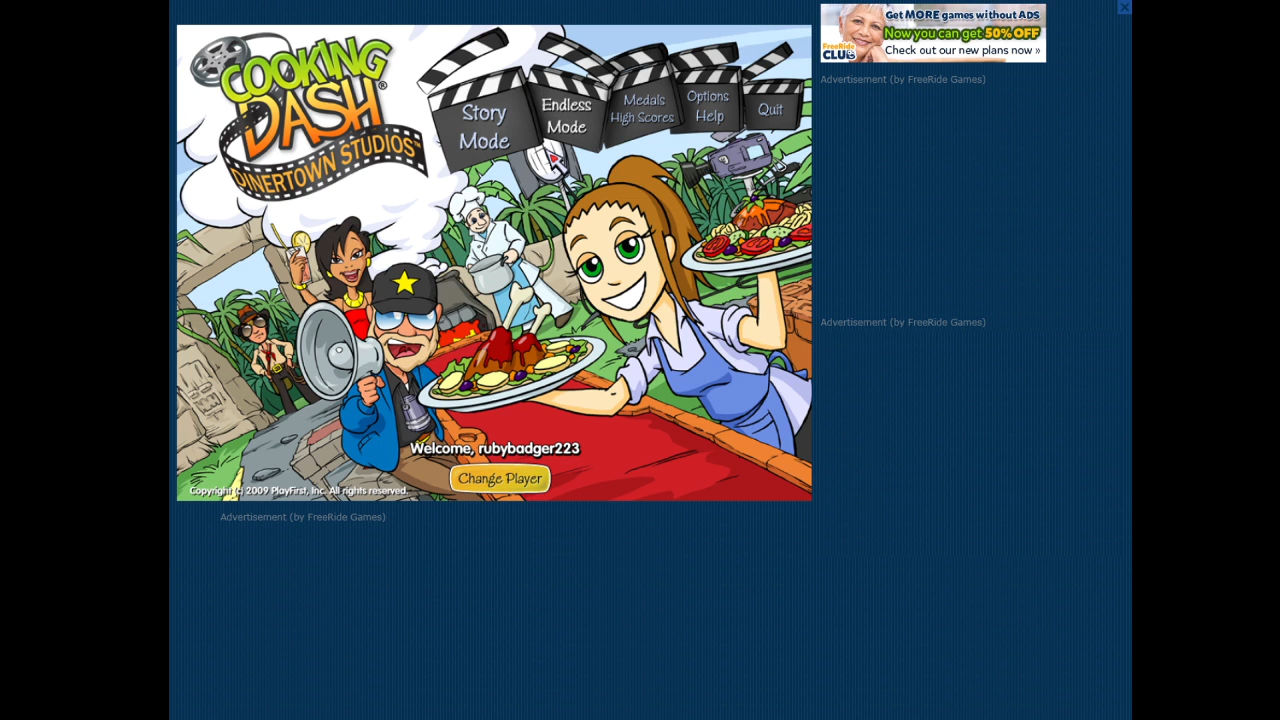 COOKING
DASH®
DINERTOWN STUDIOS™
Story
Mode
Endless
Mode
Medals
High Scores
Options
Help
Quit
Welcome, rubybadger223
Change Player
Copyright (c) 2009 PlayFirst, Inc. All rights reserved.
Get MORE games without ADS
Now you can get 50% OFF
Check out our new plans now »
FreeRide
CLUB
Advertisement (by FreeRide Games)
Advertisement (by FreeRide Games)
Advertisement (by FreeRide Games)